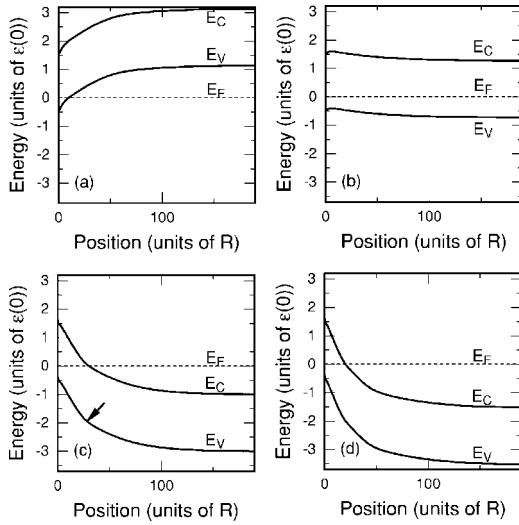 Energy (units of ε(0))
3
2
1
0
-1
-2
-3
E_C
E_V
E_F
(a)
0
100
Position (units of R)
Energy (units of ε(0))
3
2
1
0
-1
-2
-3
E_C
E_F
E_V
(b)
0
100
Position (units of R)
Energy (units of ε(0))
3
2
1
0
-1
-2
-3
E_F
E_C
E_V
(c)
0
50
100
150
Position (units of R)
Energy (units of ε(0))
3
2
1
0
-1
-2
-3
E_F
E_C
E_V
(d)
0
50
100
150
Position (units of R)